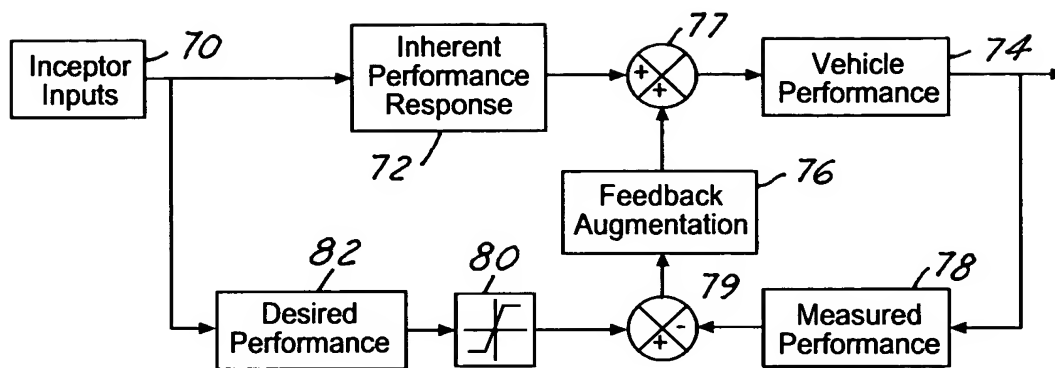 70
Inceptor
Inputs
Inherent
Performance
Response
72
77
+
+
Vehicle
Performance
74
Feedback
Augmentation
76
82
Desired
Performance
80
79
-
+
78
Measured
Performance